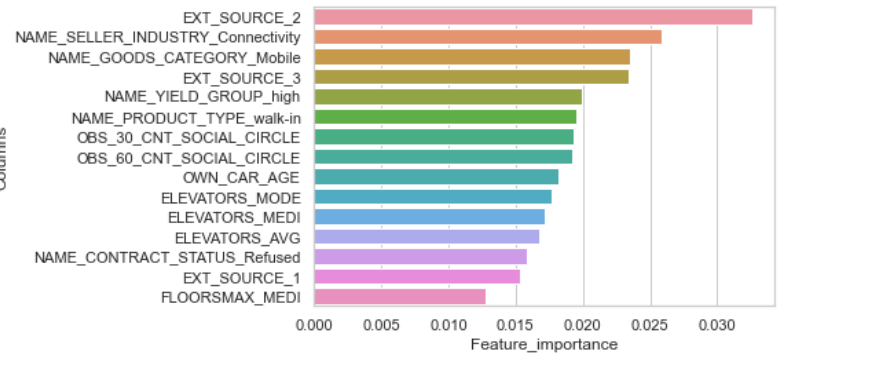 Columns
EXT_SOURCE_2
NAME_SELLER_INDUSTRY_Connectivity
NAME_GOODS_CATEGORY_Mobile
EXT_SOURCE_3
NAME_YIELD_GROUP_high
NAME_PRODUCT_TYPE_walk-in
OBS_30_CNT_SOCIAL_CIRCLE
OBS_60_CNT_SOCIAL_CIRCLE
OWN_CAR_AGE
ELEVATORS_MODE
ELEVATORS_MEDI
ELEVATORS_AVG
NAME_CONTRACT_STATUS_Refused
EXT_SOURCE_1
FLOORSMAX_MEDI
0.000 0.005 0.010 0.015 0.020 0.025 0.030
Feature_importance